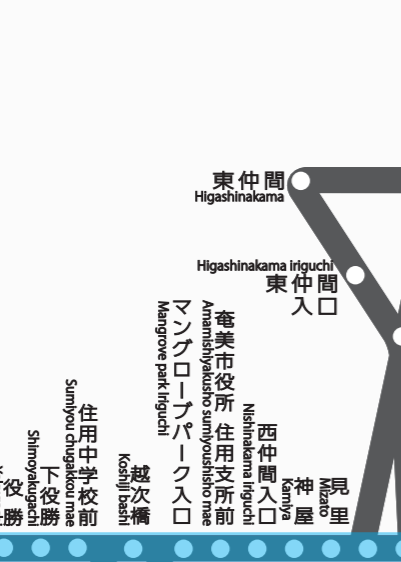 東仲間
Higashinakama
Higashinakama iriguchi
東仲間
入口
マングローブパーク入口
Mangrove park Iriguchi
奄美市役所 住用支所前
Amamishiyakusho sumiyoushisho mae
西仲間入口
Nishinakama Iriguchi
神屋
Kamiya
見里
Mizato
越次橋
Koshiji bashi
住用中学校前
Sumiyou chugakkou mae
下役勝
Shimoyakugachi
役勝